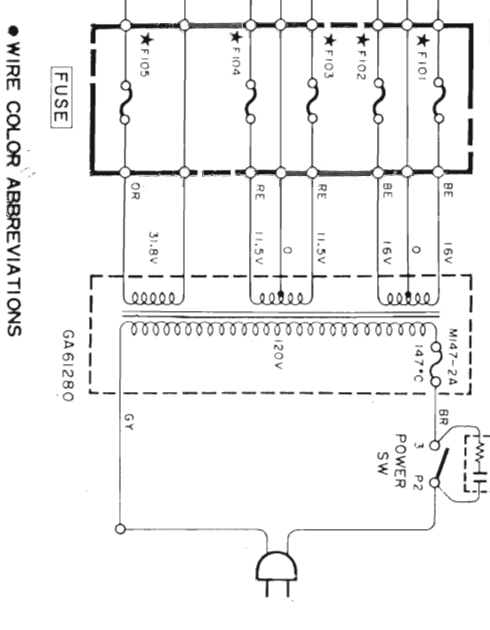 ● WIRE COLOR ABBREVIATIONS
FUSE
★F105
★F104
★F103
★F102
★F101
OR
RE
RE
BE
BE
31.8V
11.5V
0
11.5V
16V
0
16V
GA61280
120V
M147-2A
147°C
GY
BR
3
P2
POWER
SW